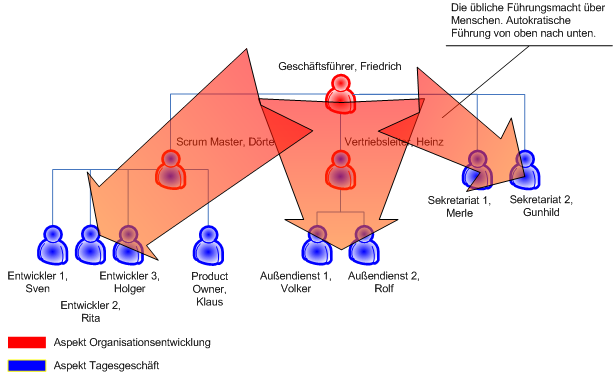 Die übliche Führungsmacht über
Menschen. Autokratische
Führung von oben nach unten.
Geschäftsführer, Friedrich
Scrum Master, Dörte
Vertriebsleiter, Heinz
Sekretariat 1,
Merle
Sekretariat 2,
Gunhild
Entwickler 1,
Sven
Entwickler 2,
Rita
Entwickler 3,
Holger
Product
Owner,
Klaus
Außendienst 1,
Volker
Außendienst 2,
Rolf
Aspekt Organisationsentwicklung
Aspekt Tagesgeschäft